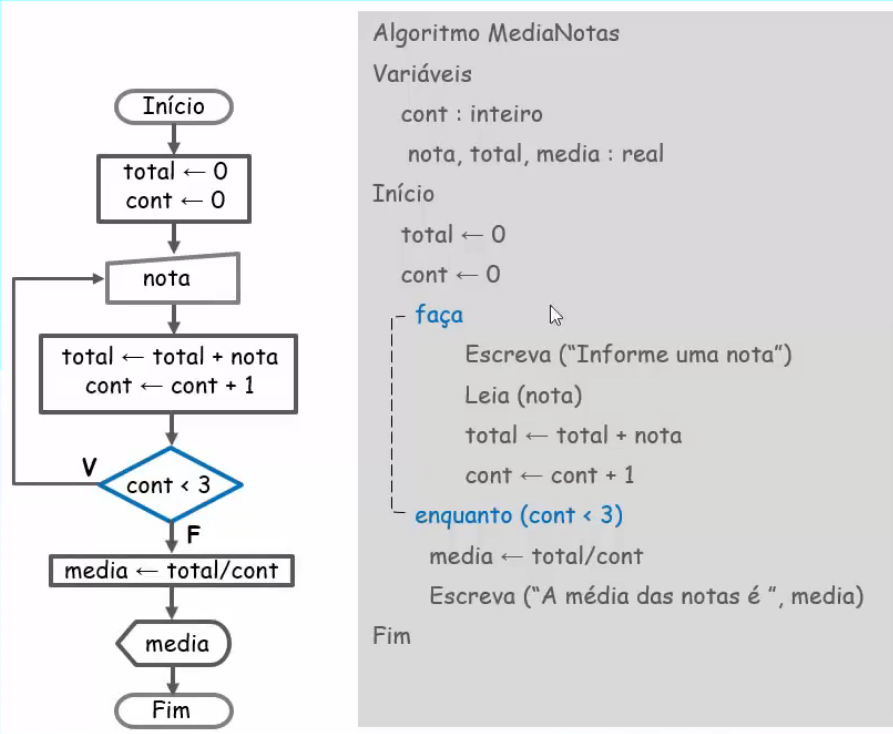 Início
total ← 0
cont ← 0
nota
total ← total + nota
cont ← cont + 1
V
cont < 3
F
media ← total/cont
media
Fim
Algoritmo MediaNotas
Variáveis
cont : inteiro
nota, total, media : real
Início
total ← 0
cont ← 0
faça
Escreva (“Informe uma nota”)
Leia (nota)
total ← total + nota
cont ← cont + 1
enquanto (cont < 3)
media ← total/cont
Escreva (“A média das notas é ”, media)
Fim